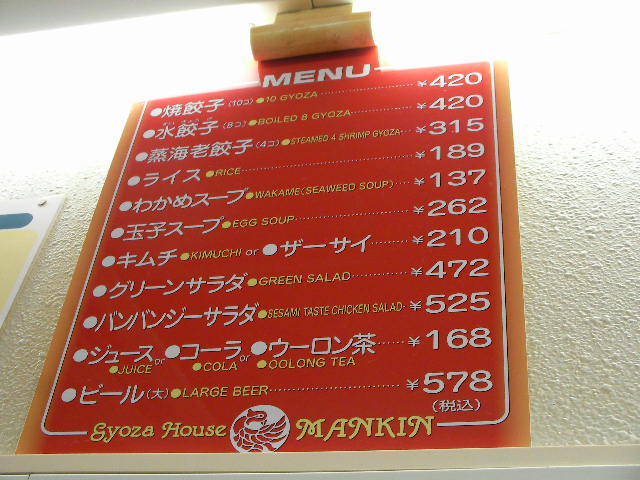 MENU
●焼餃子(10コ)●10 GYOZA ¥420
●水餃子(8コ)●BOILED 8 GYOZA ¥420
●蒸海老餃子(4コ)●STEAMED 4 SHRIMP GYOZA ¥315
●ライス●RICE ¥189
●わかめスープ●WAKAME(SEAWEED SOUP) ¥137
●玉子スープ●EGG SOUP ¥262
●キムチ●KIMUCHI or ●ザーサイ ¥210
●グリーンサラダ●GREEN SALAD ¥472
●バンバンジーサラダ●SESAMI TASTE CHICKEN SALAD ¥525
●ジュース or ●コーラ or ●ウーロン茶 ¥168
●JUICE ●COLA ●OOLONG TEA
●ビール(大)●LARGE BEER ¥578
(税込)
Gyoza House MANKIN